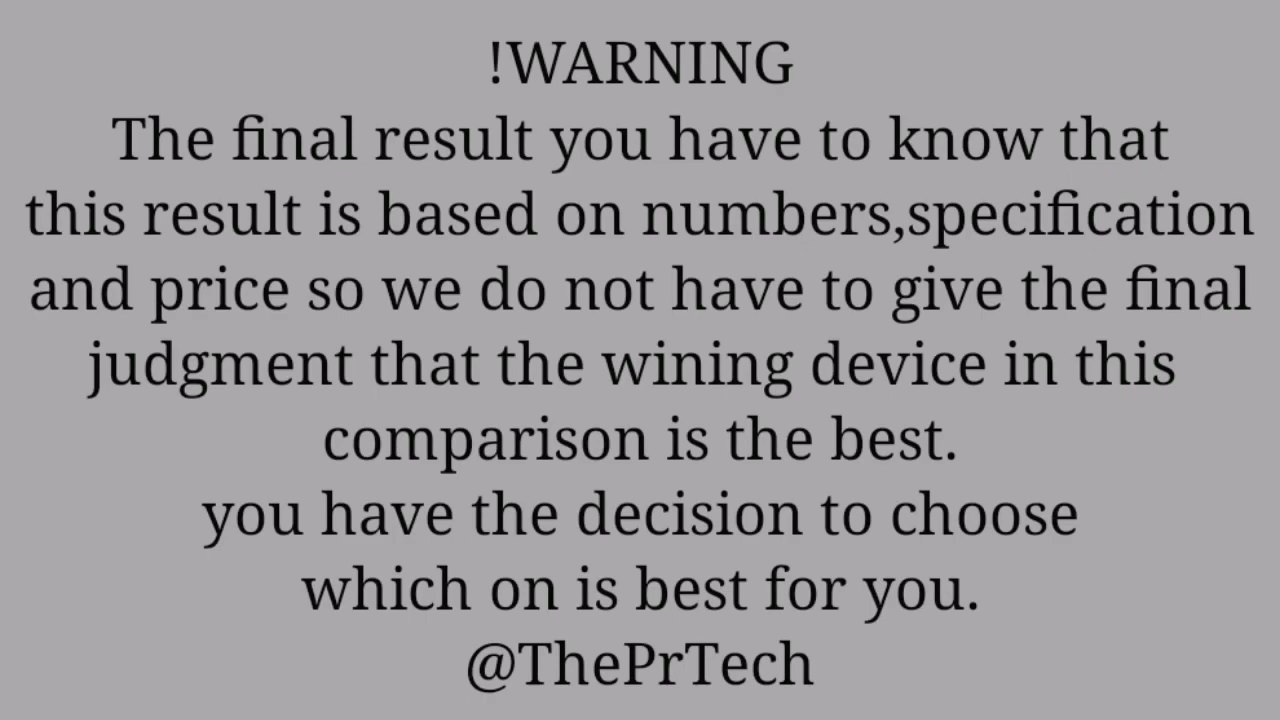 !WARNING
The final result you have to know that
this result is based on numbers,specification
and price so we do not have to give the final
judgment that the wining device in this
comparison is the best.
you have the decision to choose
which on is best for you.
@ThePrTech